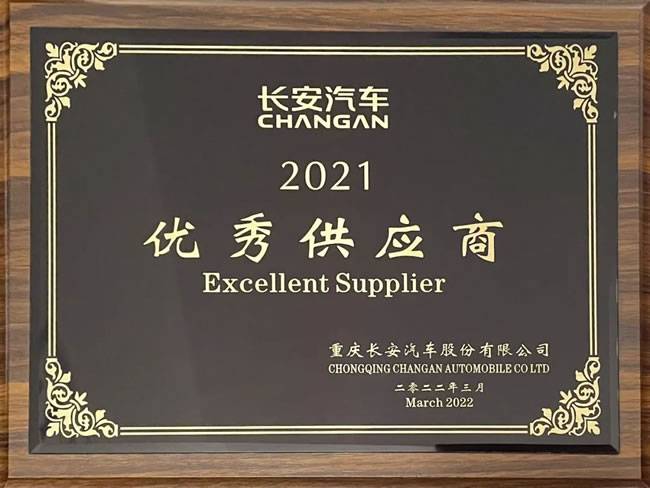 长安汽车
CHANGAN
2021
优秀供应商
Excellent Supplier
重庆长安汽车股份有限公司
CHONGQING CHANGAN AUTOMOBILE CO LTD
二零二二年三月
March 2022